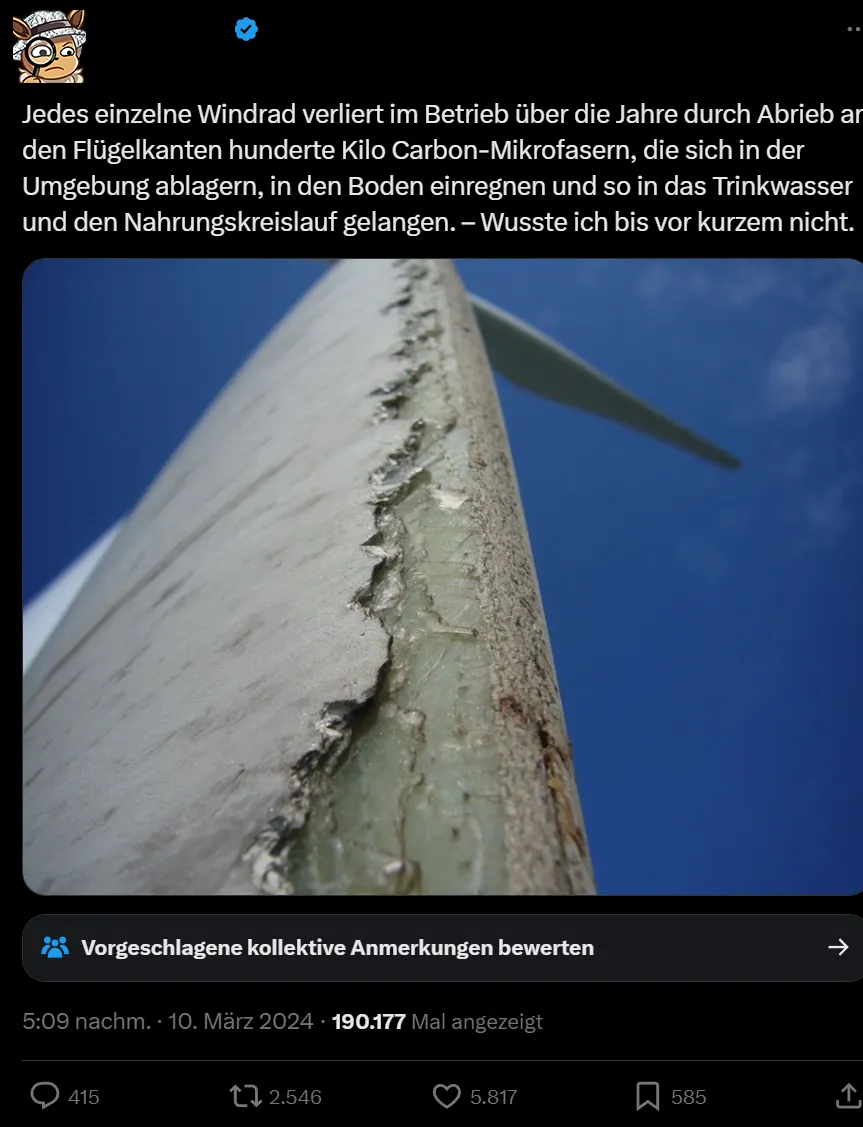 Jedes einzelne Windrad verliert im Betrieb über die Jahre durch Abrieb an
den Flügelkanten hunderte Kilo Carbon-Mikrofasern, die sich in der
Umgebung ablagern, in den Boden einregnen und so in das Trinkwasser
und den Nahrungskreislauf gelangen. – Wusste ich bis vor kurzem nicht.
Vorgeschlagene kollektive Anmerkungen bewerten
5:09 nachm. · 10. März 2024 · 190.177 Mal angezeigt
415 2.546 5.817 585